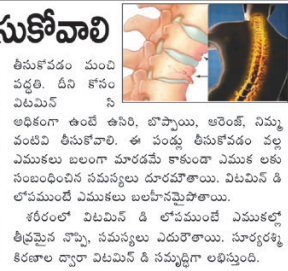 సుకోవాలి
తీసుకోవడం మంచి
పద్ధతి. దీని కోసం
విటమిన్ సి
అధికంగా ఉండే ఉసిరి, బొప్పాయి, ఆరెంజ్, నిమ్మ
వంటివి తీసుకోవాలి. ఈ పండ్లు తీసుకోవడం వల్ల
ఎముకలు బలంగా మారడమే కాకుండా ఎముక లకు
సంబంధించిన సమస్యలు దూరమౌతాయి. విటమిన్ డి
లోపముంటే ఎముకలు బలహీనమైపోతాయి.
శరీరంలో విటమిన్ డి లోపముంటే ఎముకల్లో
తీవ్రమైన నొప్పి, సమస్యలు ఎదురౌతాయి. సూర్యరశ్మి
కిరణాల ద్వారా విటమిన్ డి సమృద్ధిగా లభిస్తుంది.